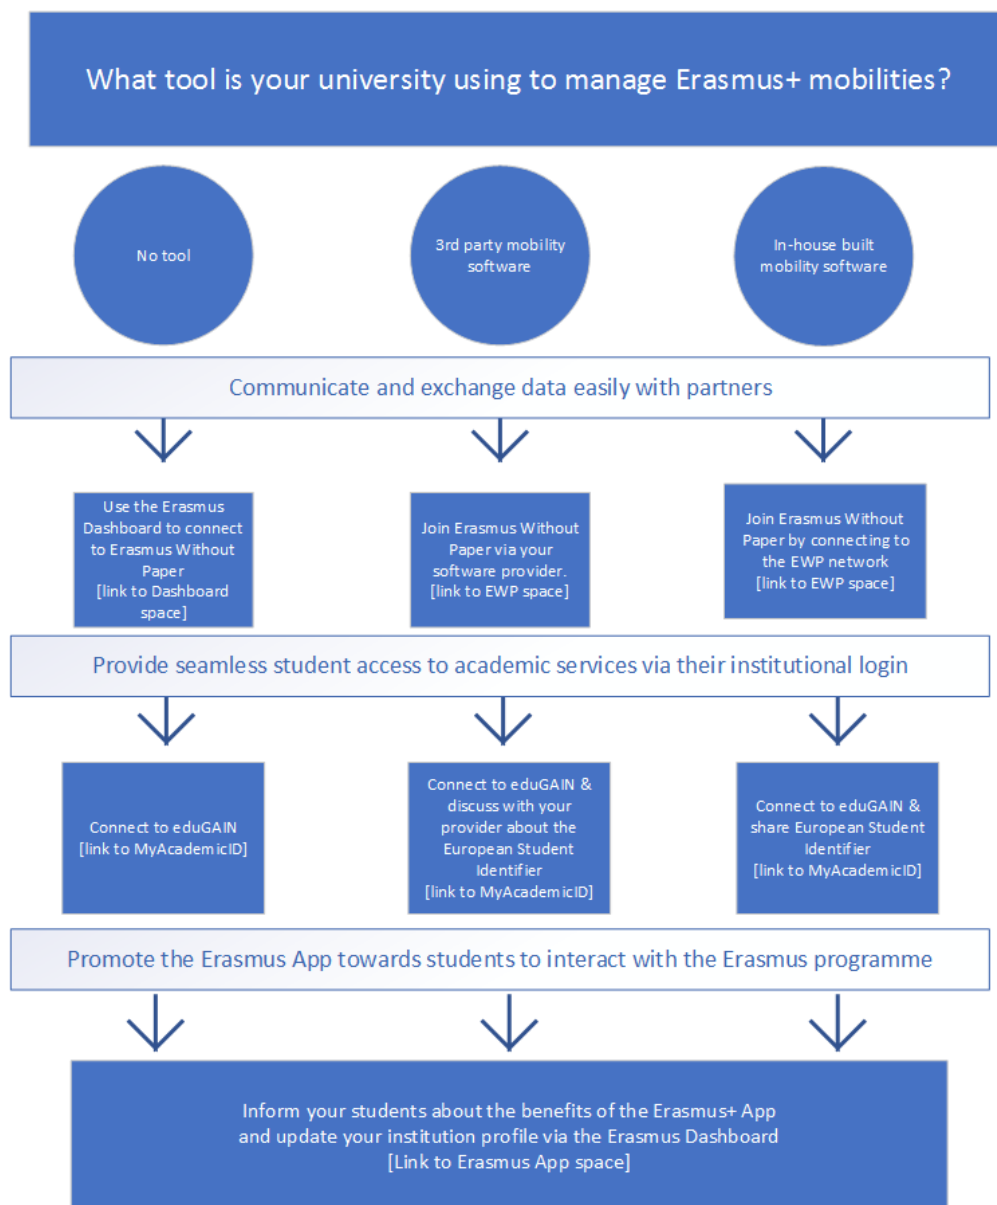 What tool is your university using to manage Erasmus+ mobilities?
No tool
3rd party mobility
software
In-house built
mobility software
Communicate and exchange data easily with partners
Use the Erasmus
Dashboard to connect
to Erasmus Without
Paper
[link to Dashboard
space]
Join Erasmus Without
Paper via your
software provider.
[link to EWP space]
Join Erasmus Without
Paper by connecting to
the EWP network
[link to EWP space]
Provide seamless student access to academic services via their institutional login
Connect to eduGAIN
[link to MyAcademicID]
Connect to eduGAIN &
discuss with your
provider about the
European Student
Identifier
[link to MyAcademicID]
Connect to eduGAIN &
share European Student
Identifier
[link to MyAcademicID]
Promote the Erasmus App towards students to interact with the Erasmus programme
Inform your students about the benefits of the Erasmus+ App
and update your institution profile via the Erasmus Dashboard
[Link to Erasmus App space]